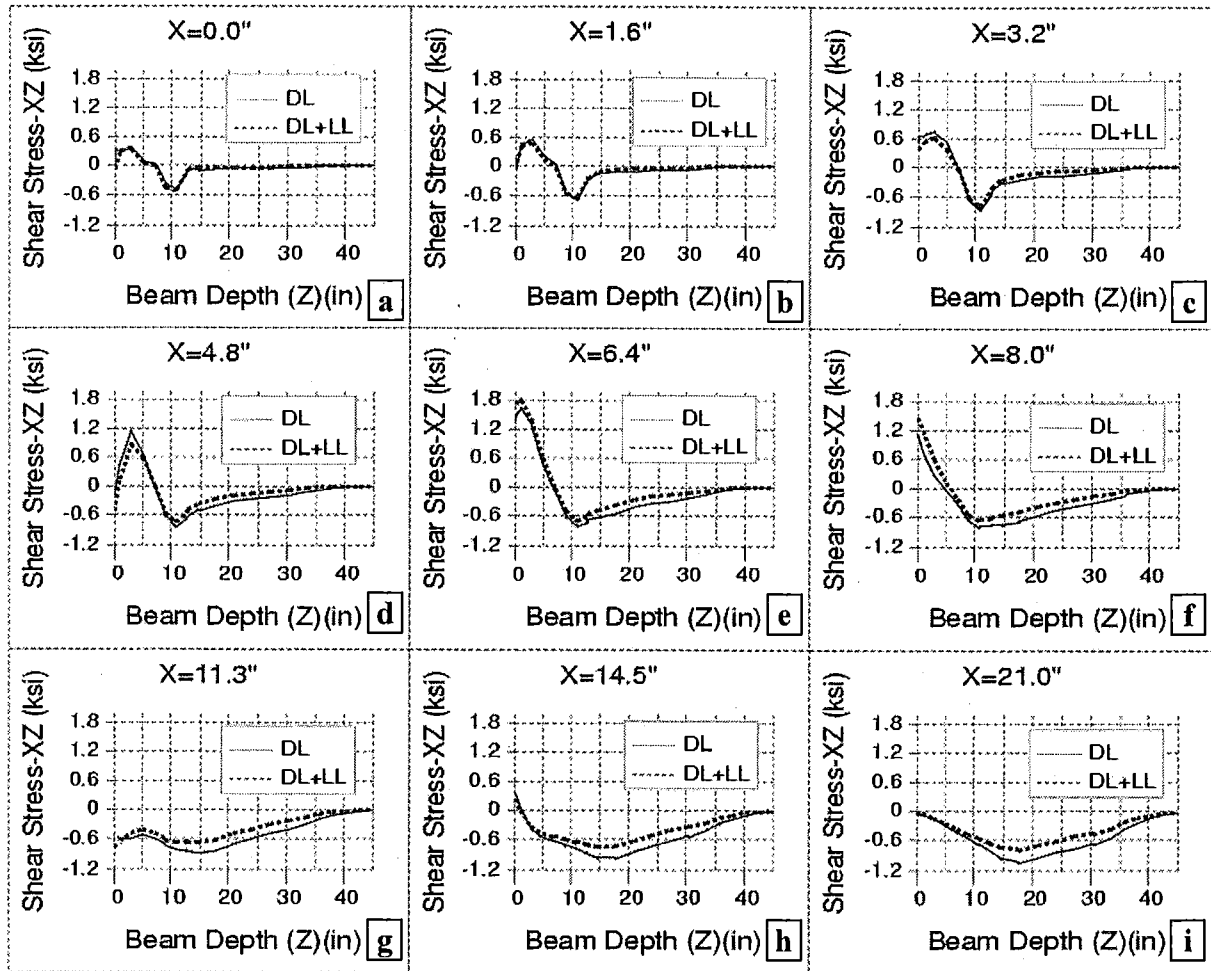 X=0.0"
Shear Stress-XZ (ksi)
1.8
1.2
0.6
0
-0.6
-1.2
DL
DL+LL
0 10 20 30 40
Beam Depth (Z)(in)
a
X=1.6"
Shear Stress-XZ (ksi)
1.8
1.2
0.6
0
-0.6
-1.2
DL
DL+LL
0 10 20 30 40
Beam Depth (Z)(in)
b
X=3.2"
Shear Stress-XZ (ksi)
1.8
1.2
0.6
0
-0.6
-1.2
DL
DL+LL
0 10 20 30 40
Beam Depth (Z)(in)
c
X=4.8"
Shear Stress-XZ (ksi)
1.8
1.2
0.6
0
-0.6
-1.2
DL
DL+LL
0 10 20 30 40
Beam Depth (Z)(in)
d
X=6.4"
Shear Stress-XZ (ksi)
1.8
1.2
0.6
0
-0.6
-1.2
DL
DL+LL
0 10 20 30 40
Beam Depth (Z)(in)
e
X=8.0"
Shear Stress-XZ (ksi)
1.8
1.2
0.6
0
-0.6
-1.2
DL
DL+LL
0 10 20 30 40
Beam Depth (Z)(in)
f
X=11.3"
Shear Stress-XZ (ksi)
1.8
1.2
0.6
0
-0.6
-1.2
DL
DL+LL
0 10 20 30 40
Beam Depth (Z)(in)
g
X=14.5"
Shear Stress-XZ (ksi)
1.8
1.2
0.6
0
-0.6
-1.2
DL
DL+LL
0 10 20 30 40
Beam Depth (Z)(in)
h
X=21.0"
Shear Stress-XZ (ksi)
1.8
1.2
0.6
0
-0.6
-1.2
DL
DL+LL
0 10 20 30 40
Beam Depth (Z)(in)
i